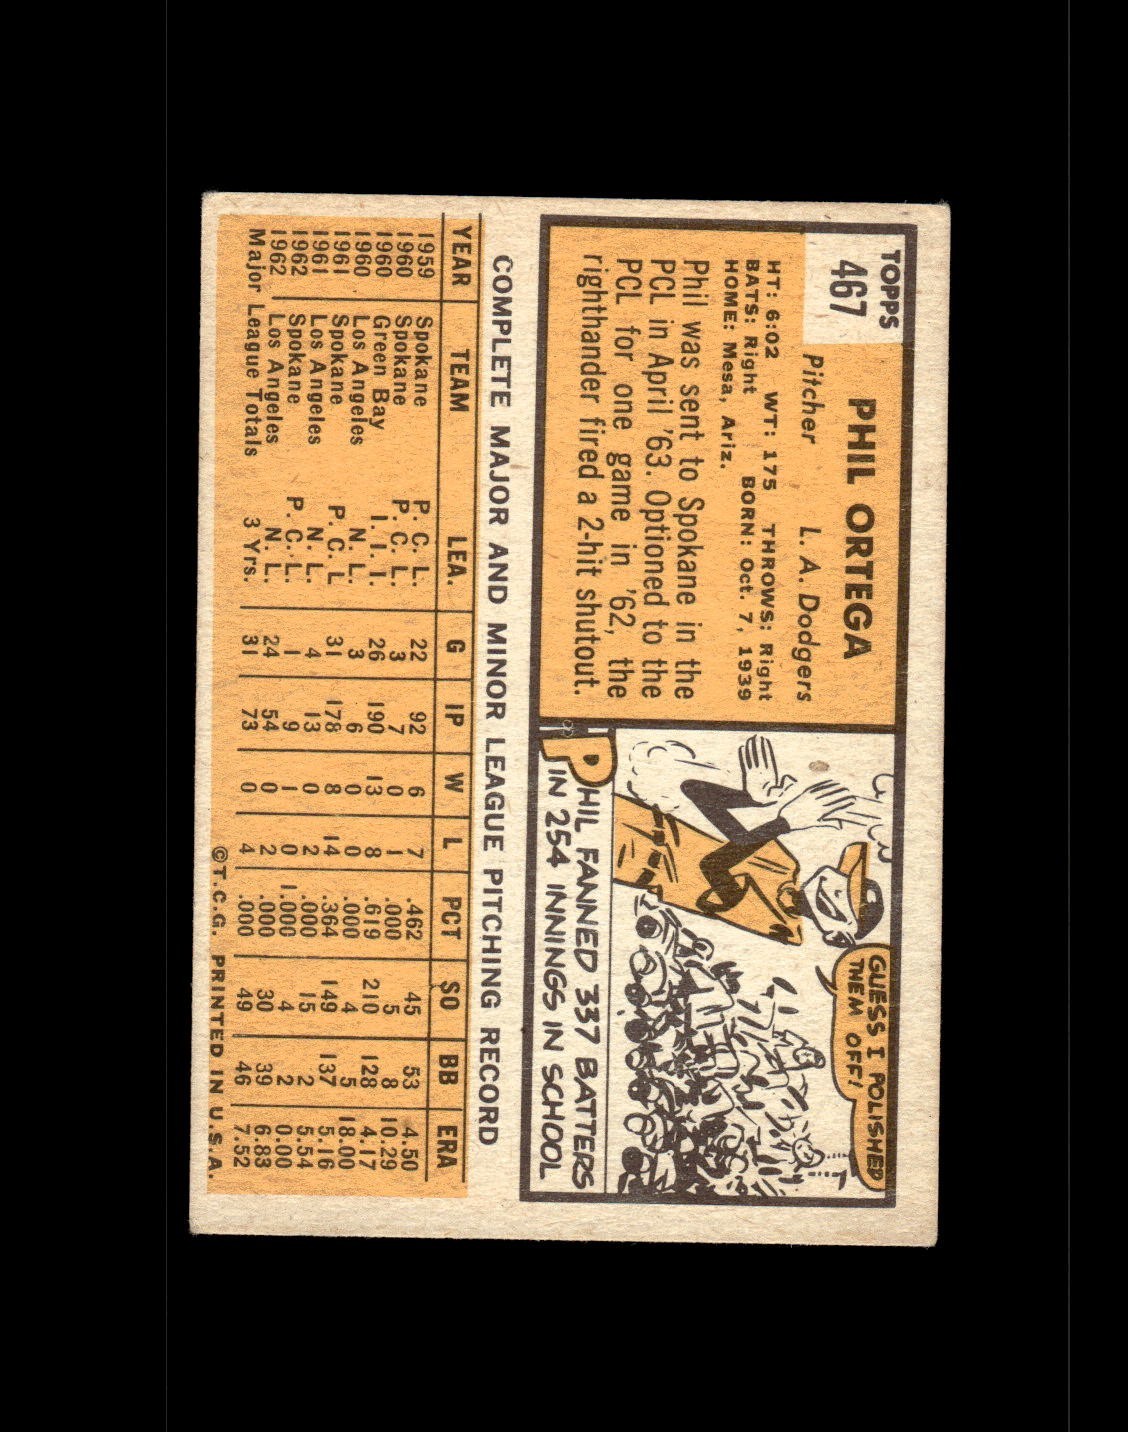 TOPPS
467
PHIL ORTEGA
Pitcher L. A. Dodgers
HT: 6:02 WT: 175 THROWS: Right
BATS: Right BORN: Oct. 7, 1939
HOME: Mesa, Ariz.
Phil was sent to Spokane in the
PCL in April '63. Optioned to the
PCL for one game in '62, the
righthander fired a 2-hit shutout.
GUESS I POLISHED
THEM OFF!
PHIL FANNED 337 BATTERS
IN 254 INNINGS IN SCHOOL
COMPLETE MAJOR AND MINOR LEAGUE PITCHING RECORD
YEAR TEAM LEA. G IP W L PCT SO BB ERA
1959 Spokane P. C. L. 22 92 6 7 .462 45 53 4.50
1960 Spokane P. C. L. 3 7 0 1 .000 5 8 10.29
1960 Green Bay I. I. I. 26 190 13 8 .619 210 128 4.17
1960 Los Angeles N. L. 3 6 0 0 .000 4 5 18.00
1961 Spokane P. C. L 31 178 8 14 .364 149 137 5.16
1961 Los Angeles N. L. 4 13 0 2 .000 15 2 5.54
1962 Spokane P. C. L. 1 9 1 0 1.000 4 2 0.00
1962 Los Angeles N. L. 24 54 0 2 .000 30 39 6.83
Major League Totals 3 Yrs. 31 73 0 4 .000 49 46 7.52
©T.C.G. PRINTED IN U.S.A.